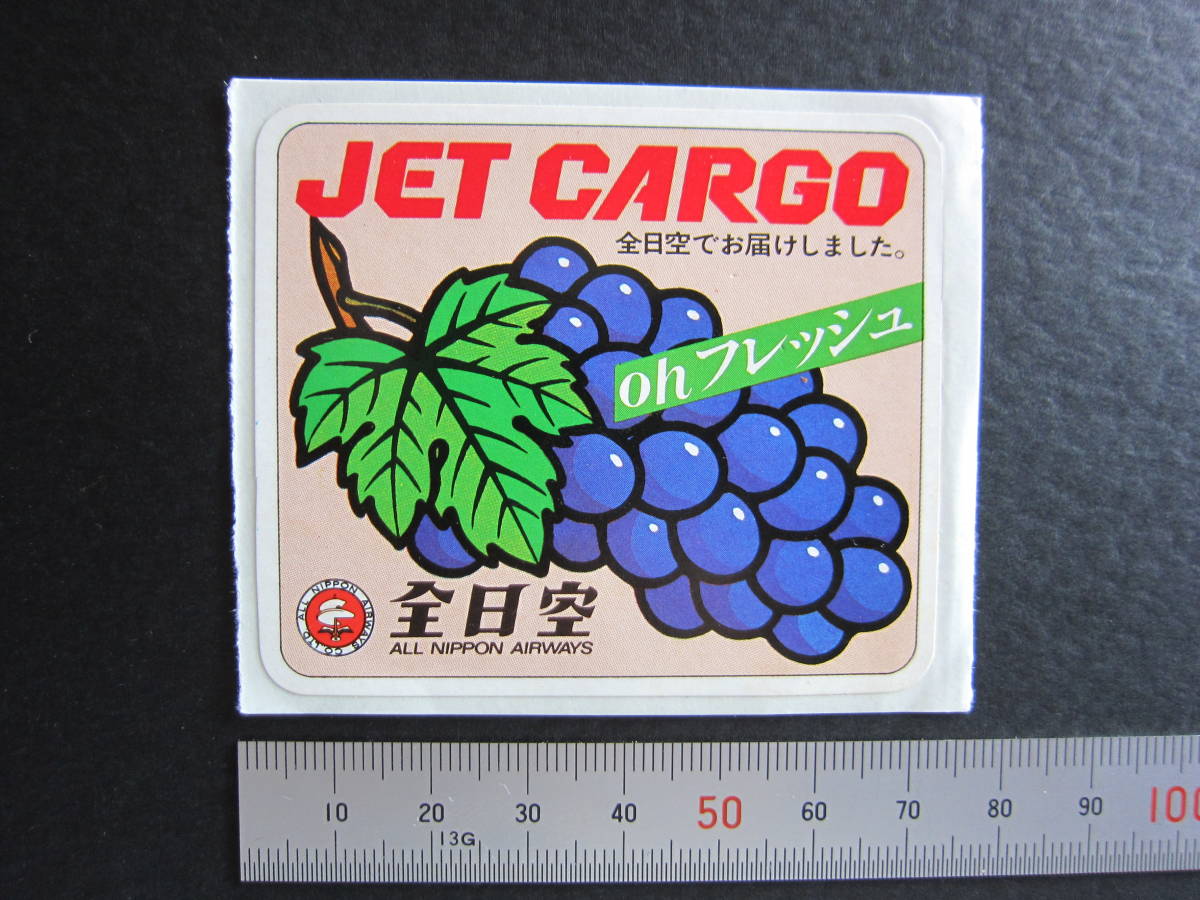 JET CARGO
全日空でお届けしました。
oh フレッシュ
ALL NIPPON AIRWAYS CO. LTD.
全日空
ALL NIPPON AIRWAYS
10 20 30 40 50 60 70 80 90 100
13G